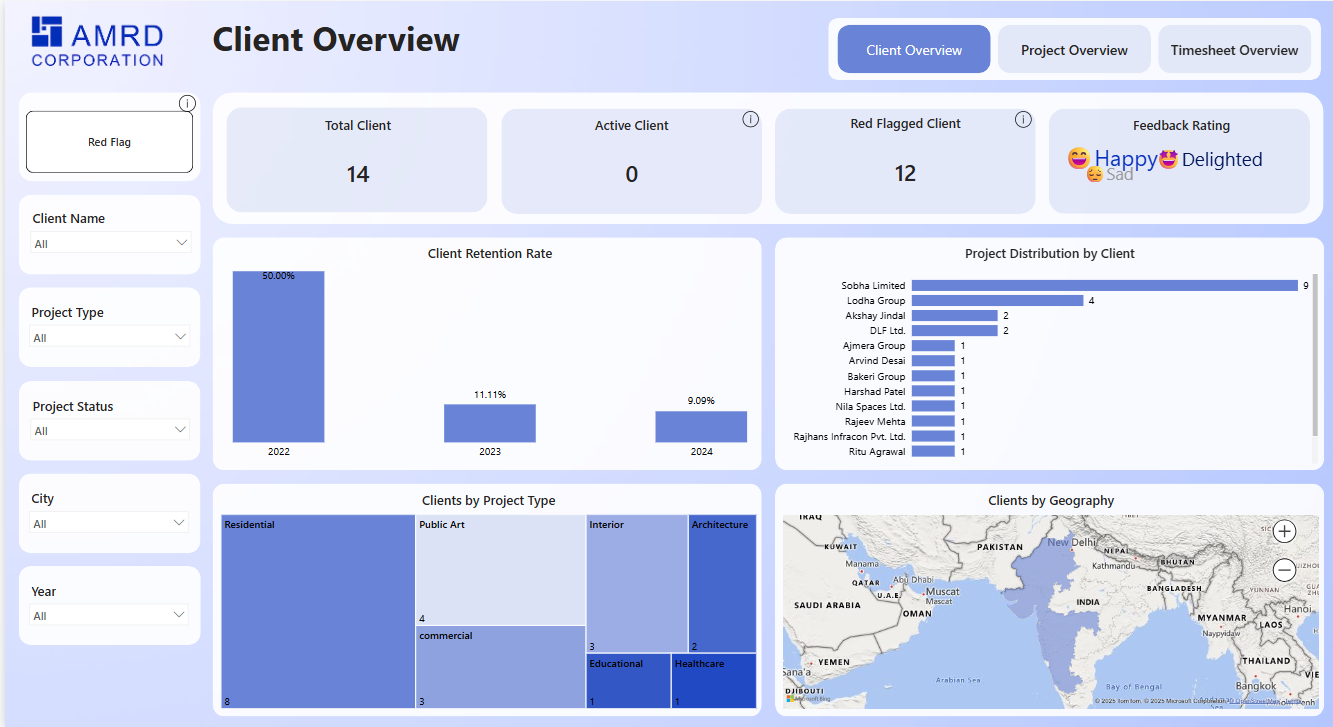 AMRD
CORPORATION
Client Overview
Client Overview
Project Overview
Timesheet Overview
Red Flag
Client Name
All
Project Type
All
Project Status
All
City
All
Year
All
Total Client
14
Active Client
0
Red Flagged Client
12
Feedback Rating
Happy Delighted
Sad
Client Retention Rate
50.00%
11.11%
9.09%
2022
2023
2024
Project Distribution by Client
Sobha Limited 9
Lodha Group 4
Akshay Jindal 2
DLF Ltd. 2
Ajmera Group 1
Arvind Desai 1
Bakeri Group 1
Harshad Patel 1
Nila Spaces Ltd. 1
Rajeev Mehta 1
Rajhans Infracon Pvt. Ltd. 1
Ritu Agrawal 1
Clients by Project Type
Residential
8
Public Art
4
commercial
3
Interior
3
Architecture
2
Educational
1
Healthcare
1
Clients by Geography
IRAQ
KUWAIT
PAKISTAN
New Delhi
NEPAL
Kathmandu
BHUTAN
Manama
QATAR
Abu Dhabi
U.A.E.
Muscat
Mascat
OMAN
SAUDI ARABIA
INDIA
BANGLADESH
YUNNAN
MYANMAR
Naypyidaw
Hanoi
LAOS
YEMEN
Sana'a
THAILAND
Bangkok
DJIBOUTI
Arabian Sea
Bay of Bengal
Microsoft Bing
© 2025 TomTom, © 2025 Microsoft Corporation